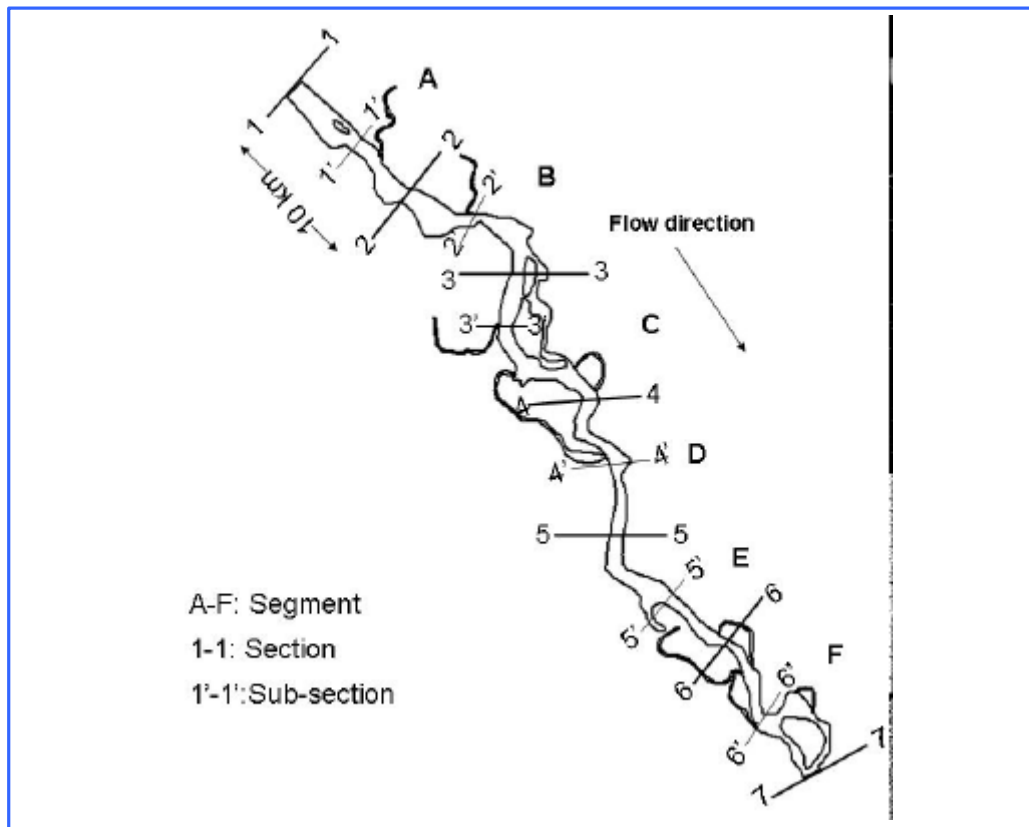 1
A
1
1'
1'
2
2
10 km
2'
2'
B
Flow direction
3
3
C
3'
3'
4
4
D
4'
4'
5
5
E
5'
5'
6
6
F
6'
6'
7
7
A-F: Segment
1-1: Section
1'-1':Sub-section